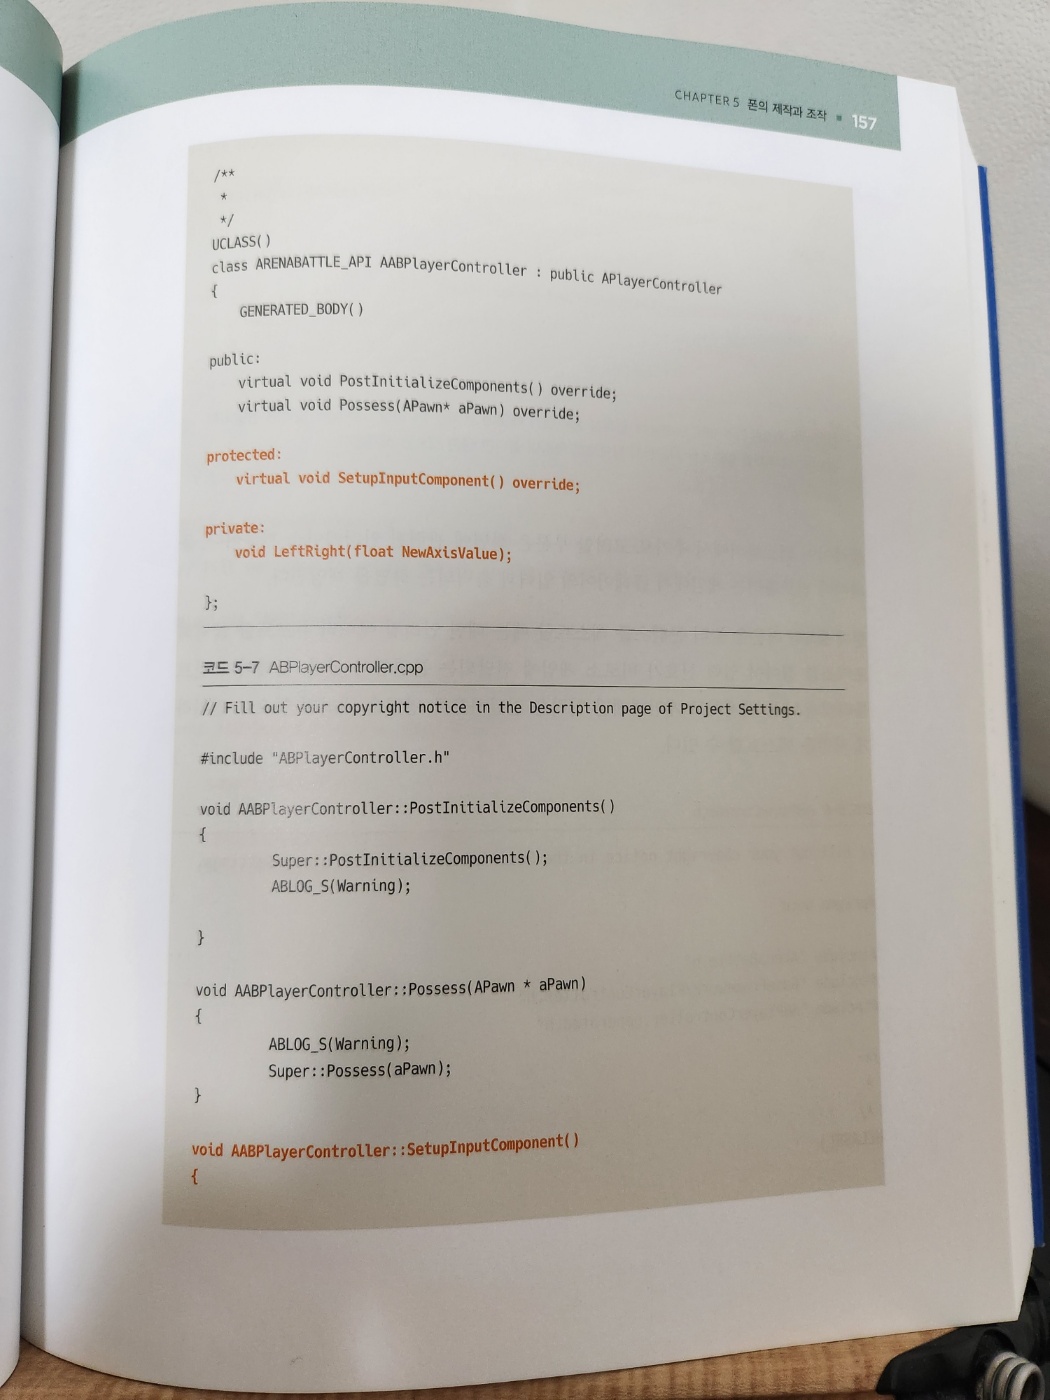 CHAPTER 5 폰의 제작과 조작 ■ 157
/**
 *
 */
UCLASS()
class ARENABATTLE_API AABPlayerController : public APlayerController
{
    GENERATED_BODY()
public:
    virtual void PostInitializeComponents() override;
    virtual void Possess(APawn* aPawn) override;
protected:
    virtual void SetupInputComponent() override;
private:
    void LeftRight(float NewAxisValue);
};
코드 5-7 ABPlayerController.cpp
// Fill out your copyright notice in the Description page of Project Settings.
#include "ABPlayerController.h"
void AABPlayerController::PostInitializeComponents()
{
        Super::PostInitializeComponents();
        ABLOG_S(Warning);
}
void AABPlayerController::Possess(APawn * aPawn)
{
        ABLOG_S(Warning);
        Super::Possess(aPawn);
}
void AABPlayerController::SetupInputComponent()
{